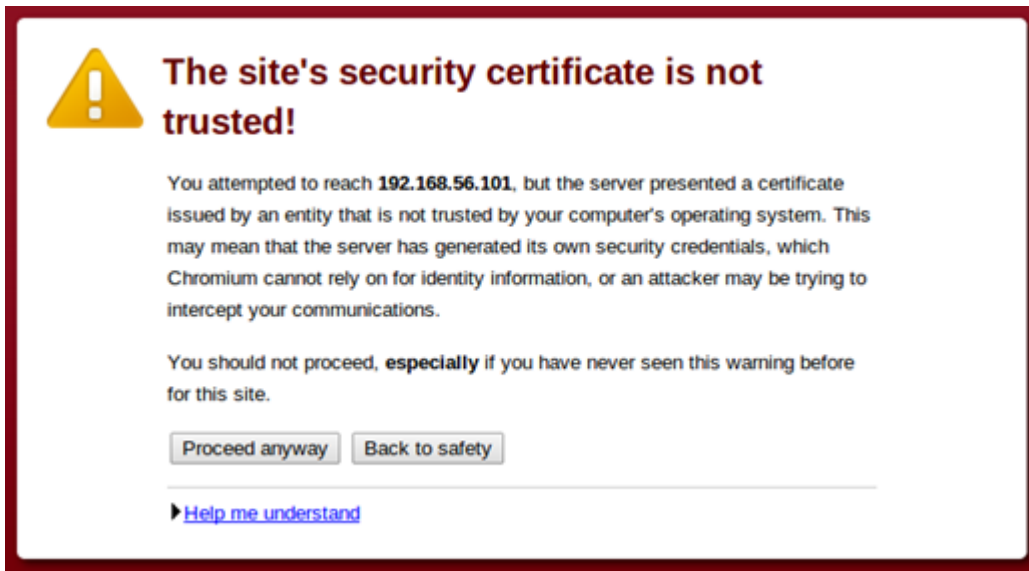 The site's security certificate is not
trusted!
You attempted to reach 192.168.56.101, but the server presented a certificate
issued by an entity that is not trusted by your computer's operating system. This
may mean that the server has generated its own security credentials, which
Chromium cannot rely on for identity information, or an attacker may be trying to
intercept your communications.
You should not proceed, especially if you have never seen this warning before
for this site.
Proceed anyway Back to safety
Help me understand